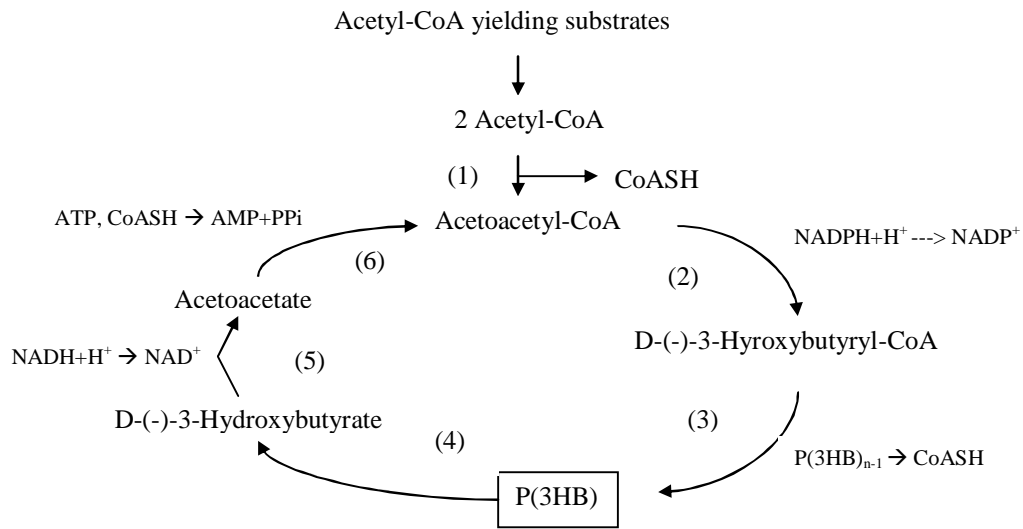 Acetyl-CoA yielding substrates
2 Acetyl-CoA
(1)
CoASH
ATP, CoASH → AMP+PPi
Acetoacetyl-CoA
NADPH+H⁺ ---> NADP⁺
(6)
(2)
Acetoacetate
D-(-)-3-Hyroxybutyryl-CoA
NADH+H⁺ → NAD⁺
(5)
D-(-)-3-Hydroxybutyrate
(3)
(4)
P(3HB)ₙ₋₁ → CoASH
P(3HB)